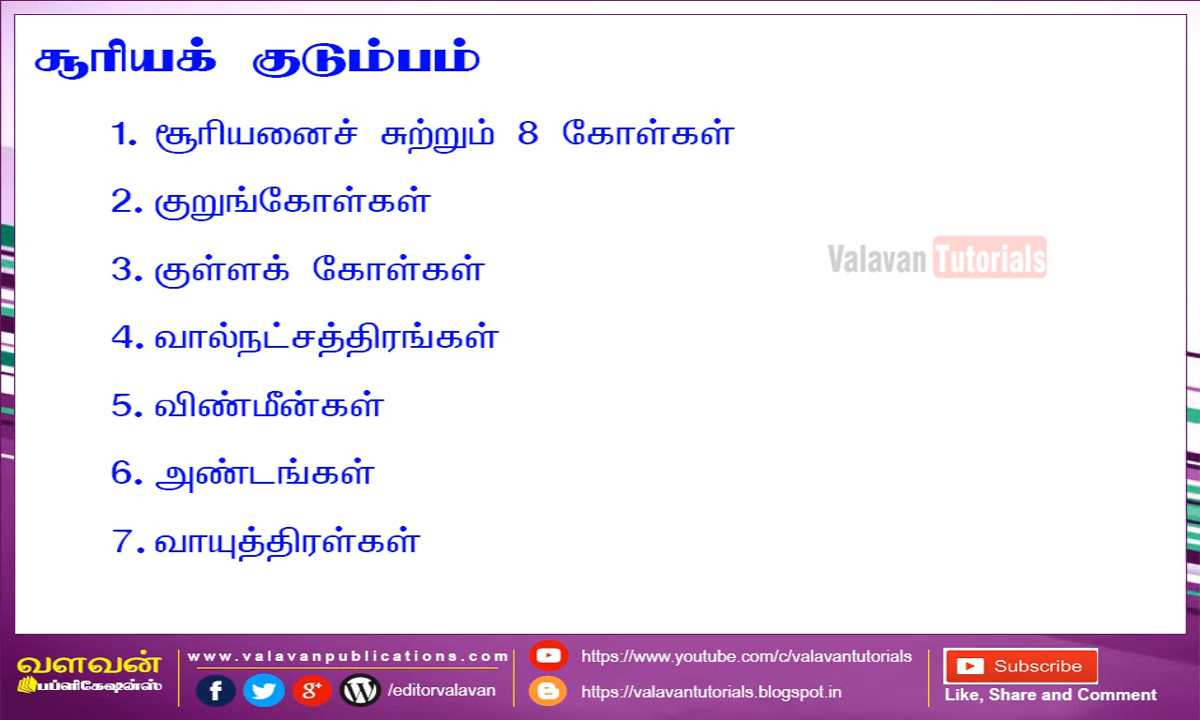 சூரியக் குடும்பம்
1. சூரியனைச் சுற்றும் 8 கோள்கள்
2. குறுங்கோள்கள்
3. குள்ளக் கோள்கள்
Valavan Tutorials
4. வால்நட்சத்திரங்கள்
5. விண்மீன்கள்
6. அண்டங்கள்
7. வாயுத்திரள்கள்
வளவன்
பப்ளிகேஷன்ஸ்
www.valavanpublications.com
/editorvalavan
https://www.youtube.com/c/valavantutorials
https://valavantutorials.blogspot.in
Subscribe
Like, Share and Comment